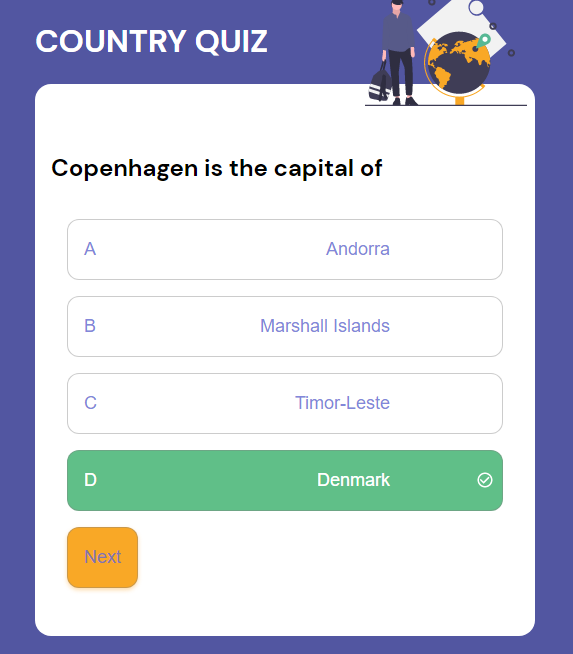 COUNTRY QUIZ
Copenhagen is the capital of
A Andorra
B Marshall Islands
C Timor-Leste
D Denmark
Next